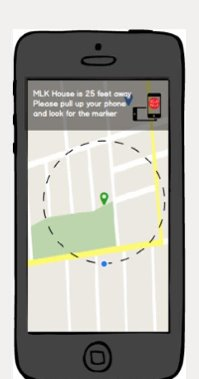 MLK House is 25 feet away
Please pull up your phone
and look for the marker